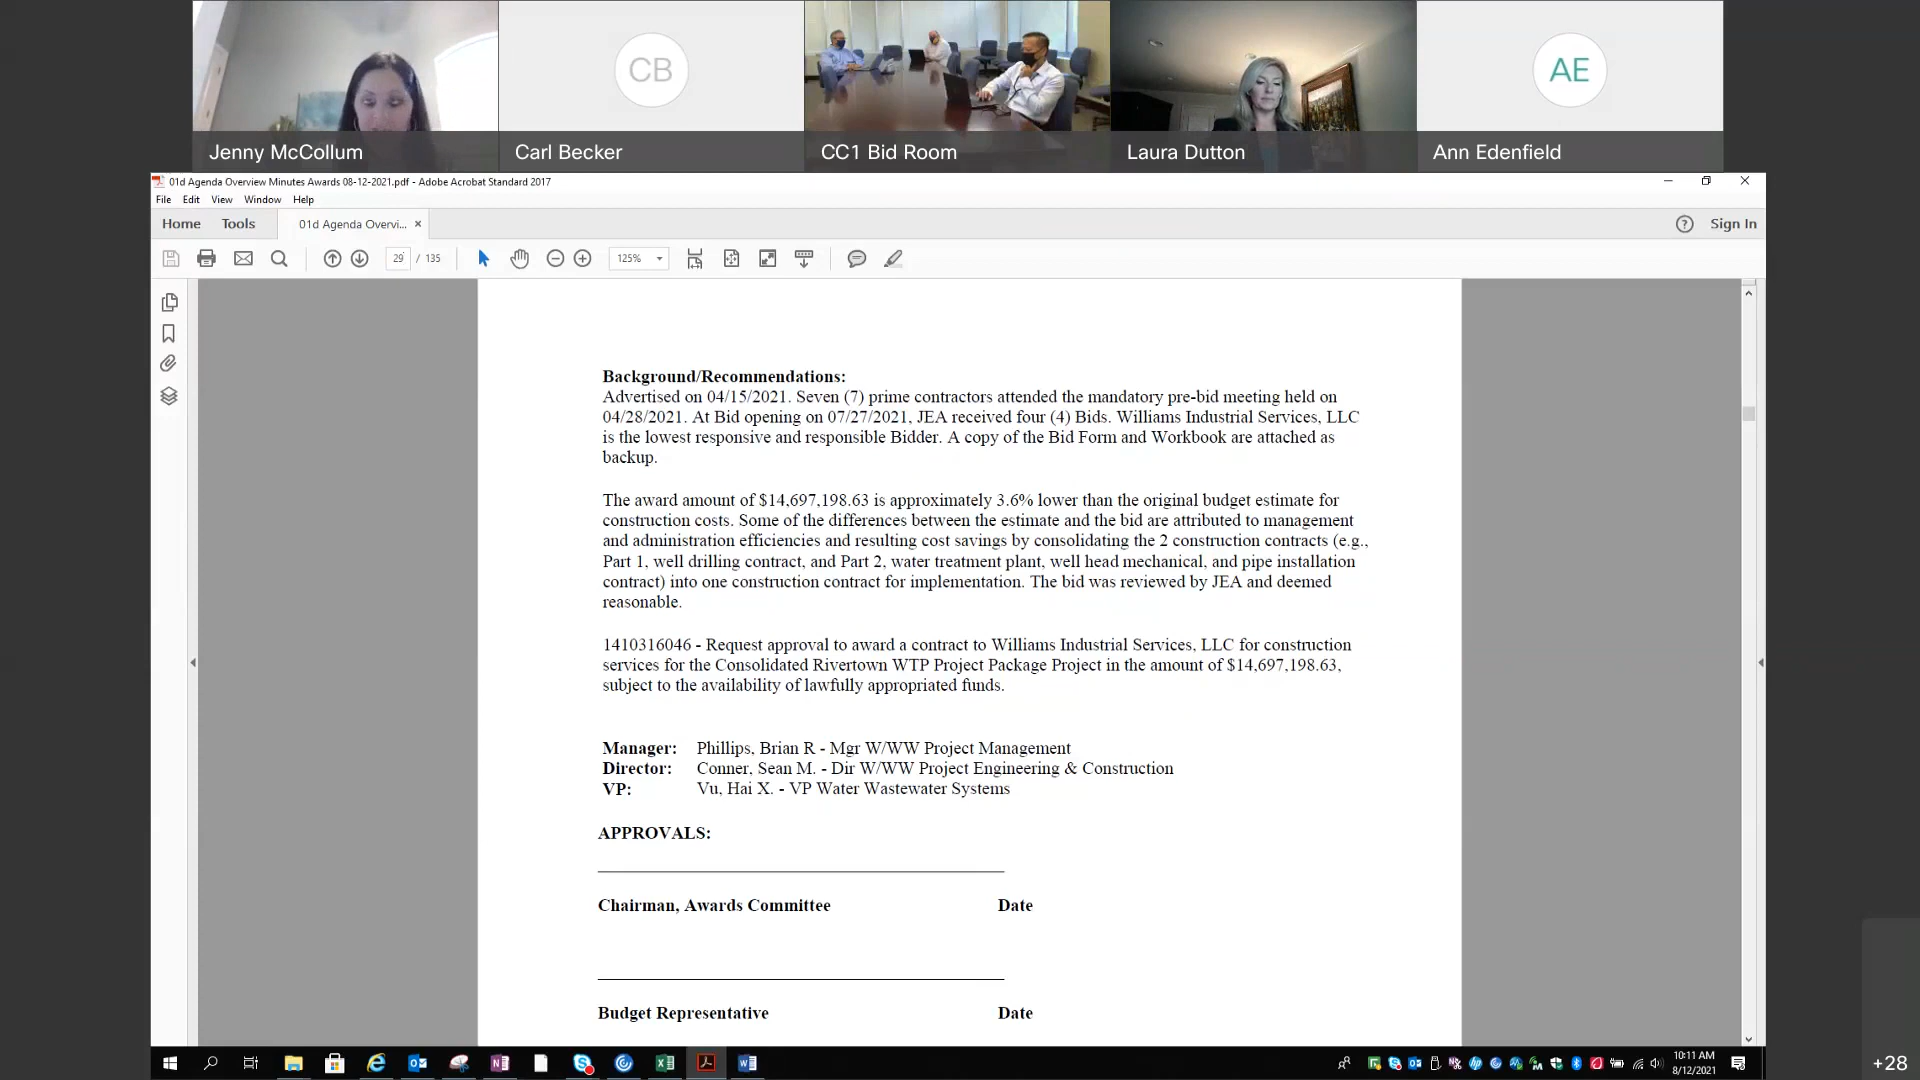 CB
AE
Jenny McCollum
Carl Becker
CC1 Bid Room
Laura Dutton
Ann Edenfield
01d Agenda Overview Minutes Awards 08-12-2021.pdf - Adobe Acrobat Standard 2017
File Edit View Window Help
Home Tools 01d Agenda Overvi... × Sign In
29 / 135 125%
Background/Recommendations:
Advertised on 04/15/2021. Seven (7) prime contractors attended the mandatory pre-bid meeting held on
04/28/2021. At Bid opening on 07/27/2021, JEA received four (4) Bids. Williams Industrial Services, LLC
is the lowest responsive and responsible Bidder. A copy of the Bid Form and Workbook are attached as
backup.
The award amount of $14,697,198.63 is approximately 3.6% lower than the original budget estimate for
construction costs. Some of the differences between the estimate and the bid are attributed to management
and administration efficiencies and resulting cost savings by consolidating the 2 construction contracts (e.g.,
Part 1, well drilling contract, and Part 2, water treatment plant, well head mechanical, and pipe installation
contract) into one construction contract for implementation. The bid was reviewed by JEA and deemed
reasonable.
1410316046 - Request approval to award a contract to Williams Industrial Services, LLC for construction
services for the Consolidated Rivertown WTP Project Package Project in the amount of $14,697,198.63,
subject to the availability of lawfully appropriated funds.
Manager: Phillips, Brian R - Mgr W/WW Project Management
Director: Conner, Sean M. - Dir W/WW Project Engineering & Construction
VP: Vu, Hai X. - VP Water Wastewater Systems
APPROVALS:
Chairman, Awards Committee Date
Budget Representative Date
10:11 AM
8/12/2021
+28